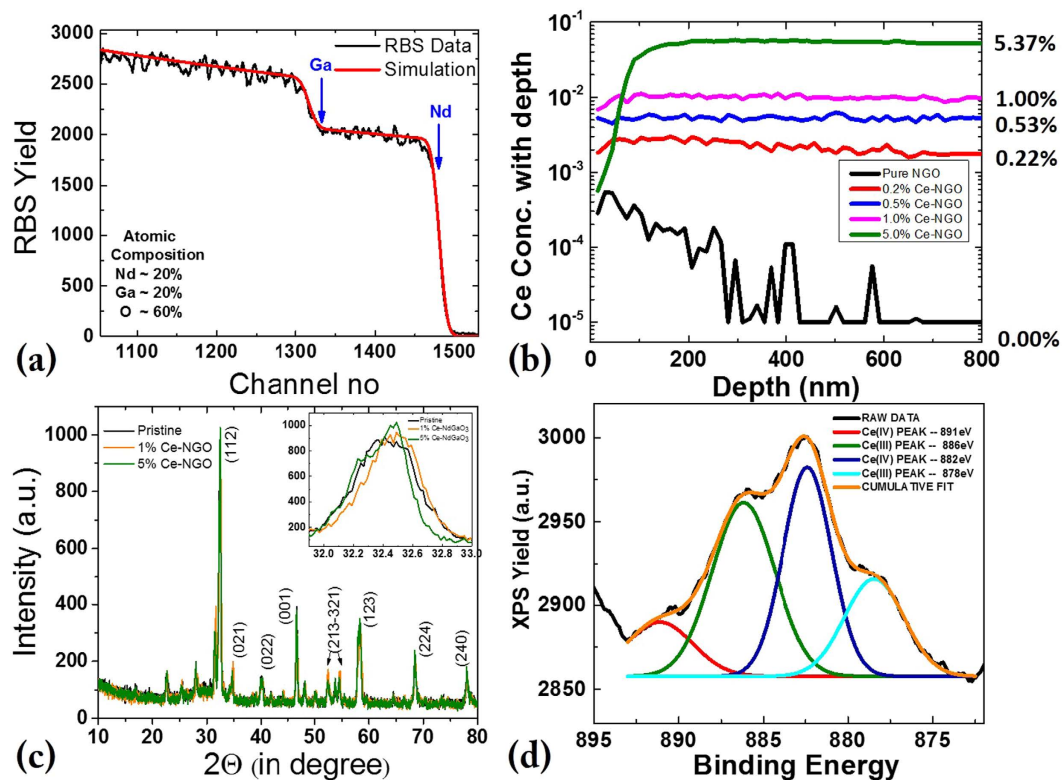 (a)
3000
2500
2000
1500
1000
500
0
RBS Yield
RBS Data
Simulation
Ga
Nd
Atomic
Composition
Nd ~ 20%
Ga ~ 20%
O ~ 60%
1100 1200 1300 1400 1500
Channel no
(b)
10-1
10-2
10-3
10-4
10-5
Ce Conc. with depth
5.37%
1.00%
0.53%
0.22%
0.00%
Pure NGO
0.2% Ce-NGO
0.5% Ce-NGO
1.0% Ce-NGO
5.0% Ce-NGO
0 200 400 600 800
Depth (nm)
(c)
1000
800
600
400
200
0
Intensity (a.u.)
Pristine
1% Ce-NGO
5% Ce-NGO
(112)
(021)
(022)
(001)
(213-321)
(123)
(224)
(240)
Pristine
1% Ce-NdGaO3
5% Ce-NdGaO3
1000
800
600
400
200
32.0 32.2 32.4 32.6 32.8 33.0
10 20 30 40 50 60 70 80
2Θ (in degree)
(d)
3000
2950
2900
2850
XPS Yield (a.u.)
RAW DATA
Ce(IV) PEAK -- 891eV
Ce(III) PEAK -- 886eV
Ce(IV) PEAK -- 882eV
Ce(III) PEAK -- 878eV
CUMULATIVE FIT
895 890 885 880 875
Binding Energy